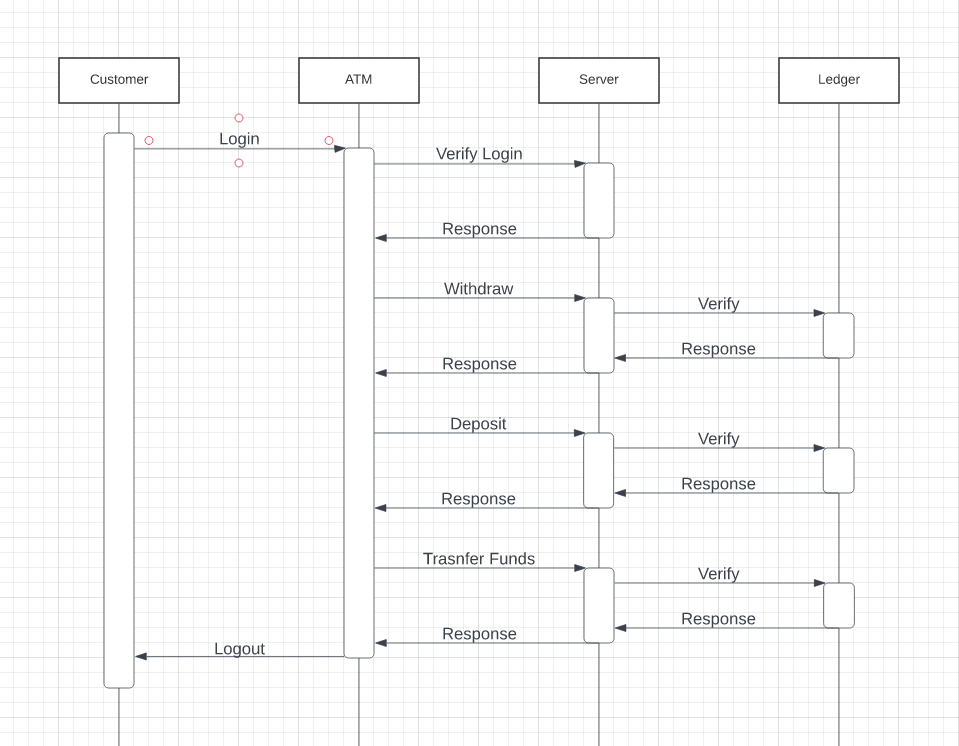 Customer
ATM
Server
Ledger
Login
Verify Login
Response
Withdraw
Verify
Response
Response
Deposit
Verify
Response
Response
Trasnfer Funds
Verify
Response
Response
Logout